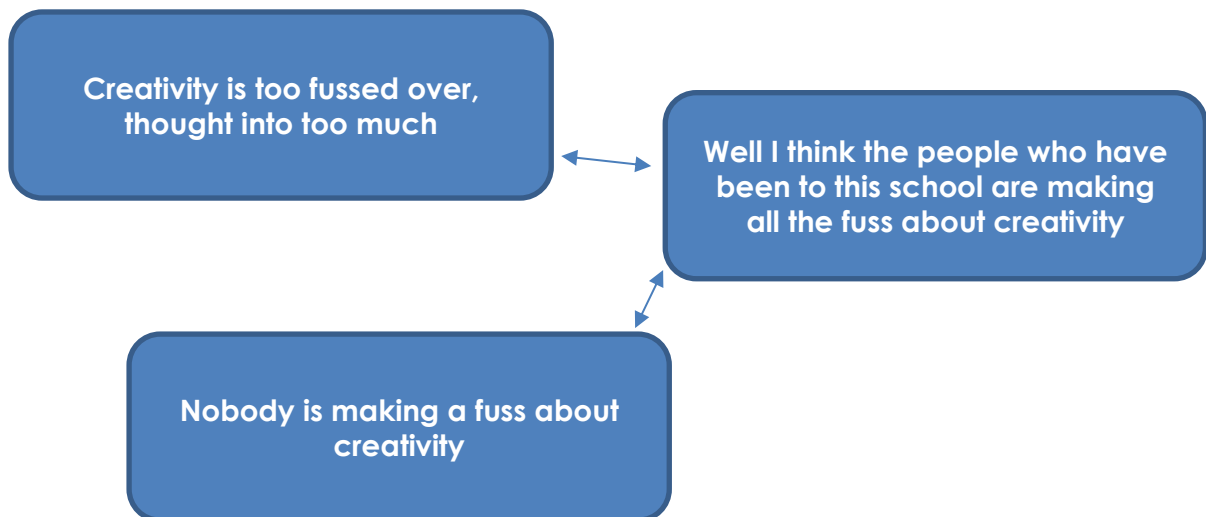 Creativity is too fussed over,
thought into too much
Well I think the people who have
been to this school are making
all the fuss about creativity
Nobody is making a fuss about
creativity